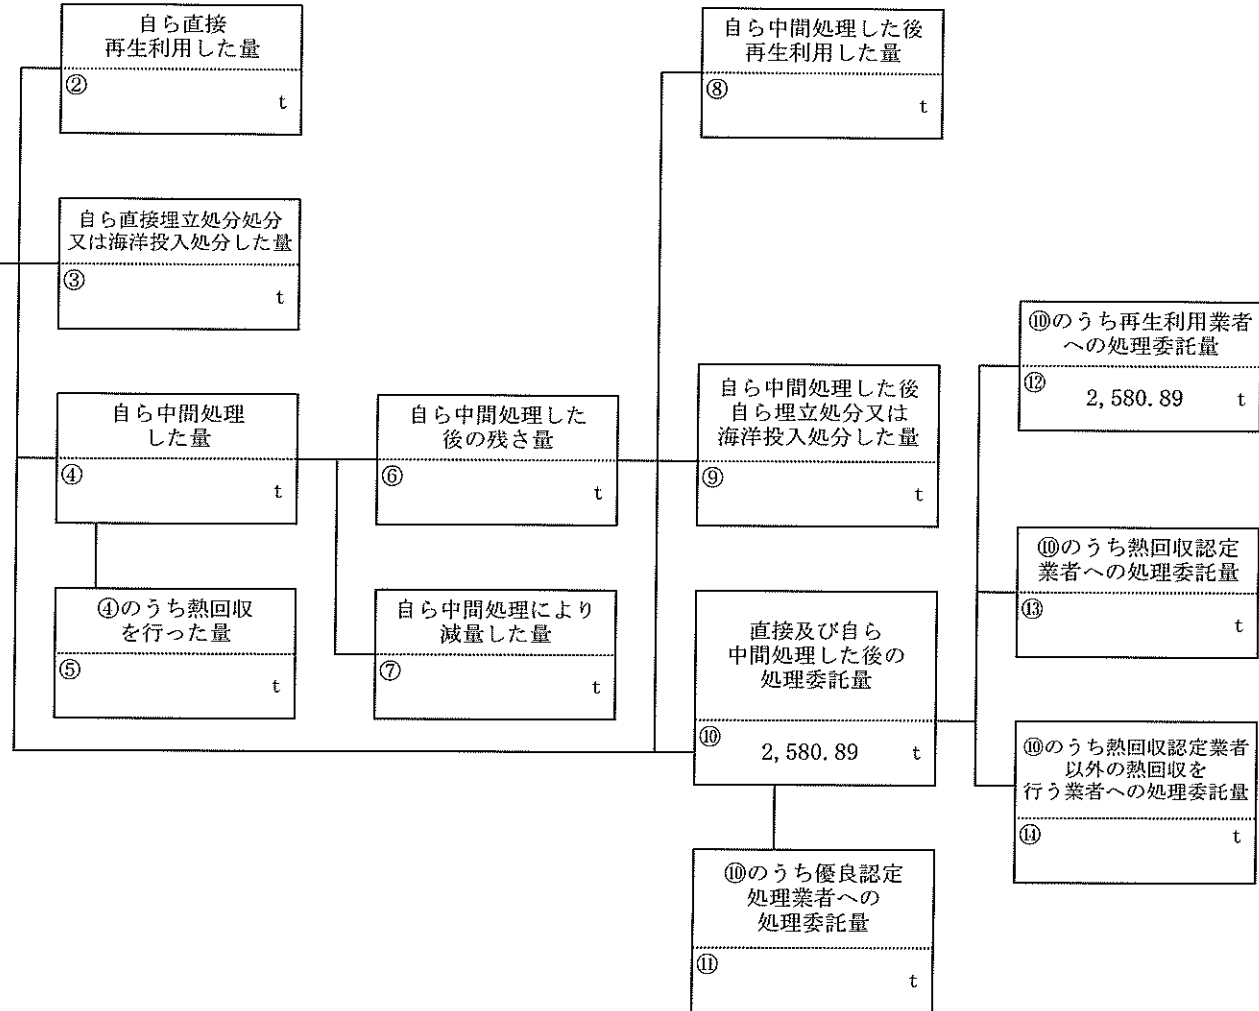 自ら直接
再生利用した量
②
t
自ら中間処理した後
再生利用した量
⑧
t
自ら直接埋立処分処分
又は海洋投入処分した量
③
t
⑩のうち再生利用業者
への処理委託量
⑫
2,580.89 t
自ら中間処理
した量
④
t
自ら中間処理した
後の残さ量
⑥
t
自ら中間処理した後
自ら埋立処分又は
海洋投入処分した量
⑨
t
⑩のうち熱回収認定
業者への処理委託量
⑬
t
④のうち熱回収
を行った量
⑤
t
自ら中間処理により
減量した量
⑦
t
直接及び自ら
中間処理した後の
処理委託量
⑩
2,580.89 t
⑩のうち熱回収認定業者
以外の熱回収を
行う業者への処理委託量
⑭
t
⑩のうち優良認定
処理業者への
処理委託量
⑪
t